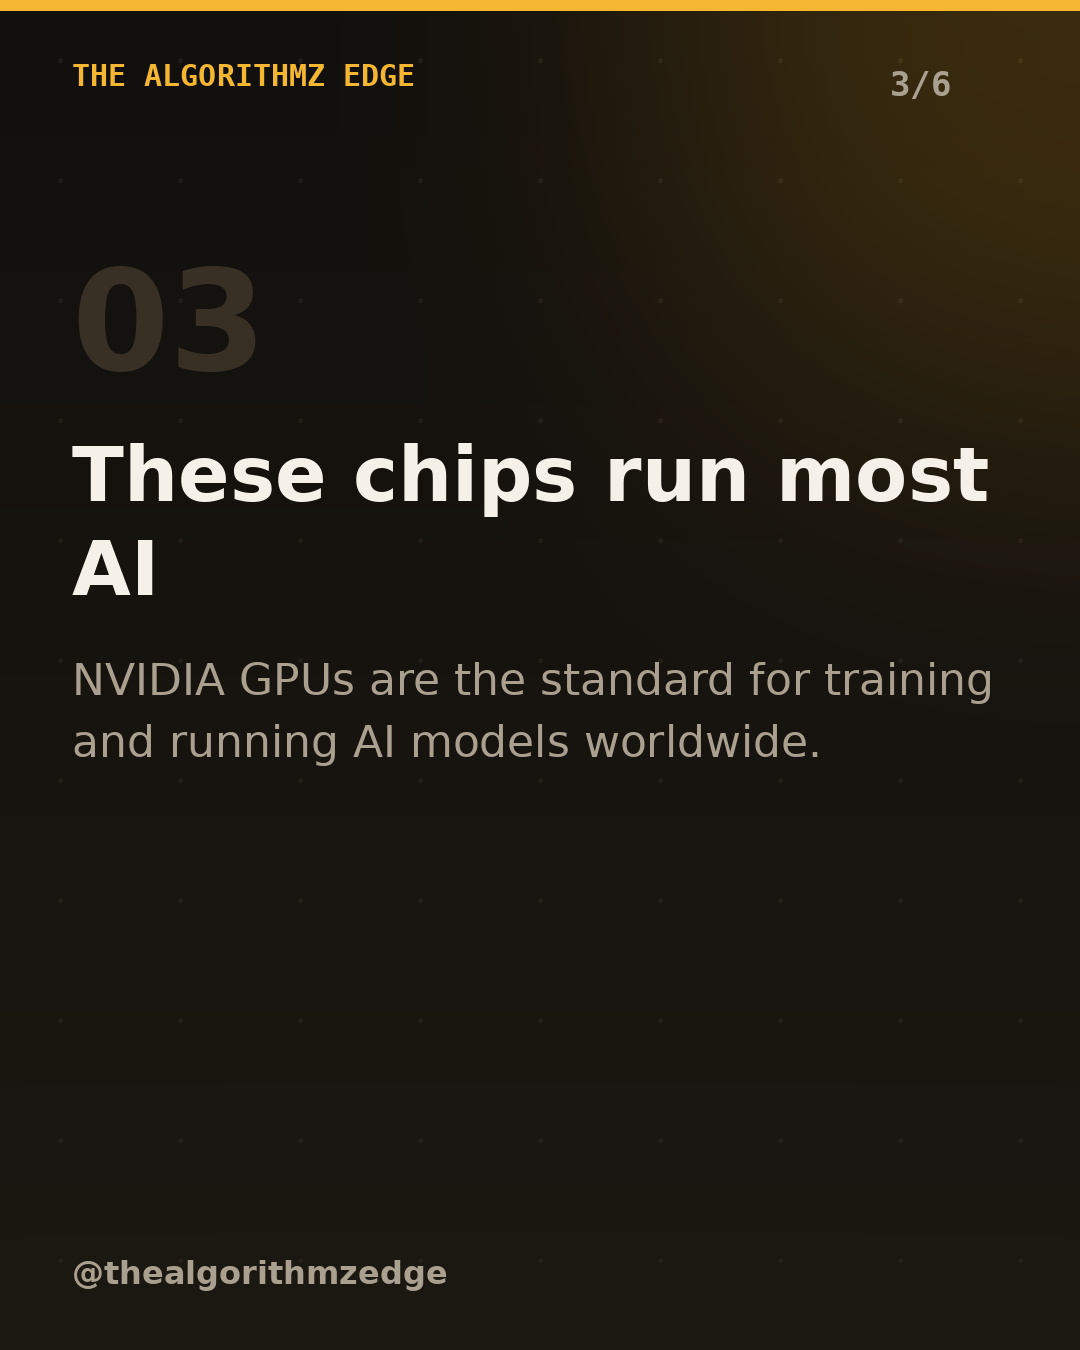 THE ALGORITHMZ EDGE
3/6
03
These chips run most
AI
NVIDIA GPUs are the standard for training
and running AI models worldwide.
@thealgorithmzedge